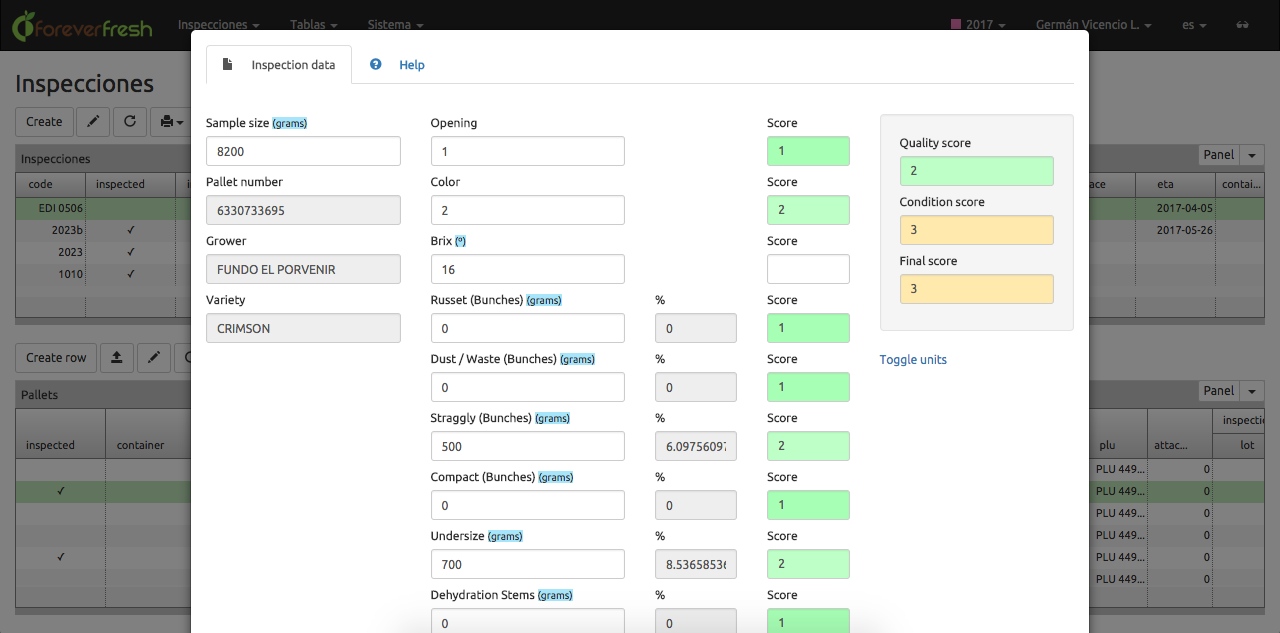 foreverfresh
Inspecciones Tablas Sistema 2017 Germán Vicencio L. es
Inspecciones
Create
Inspecciones
Panel
code inspected
eta contai...
EDI 0506 2017-04-05
2023b ✓ 2017-05-26
2023 ✓
1010 ✓
Create row
Pallets
Panel
inspected container
plu attac... lot
PLU 449... 0
✓ PLU 449... 0
PLU 449... 0
PLU 449... 0
✓ PLU 449... 0
PLU 449... 0
Inspection data Help
Sample size (grams)
8200
Pallet number
6330733695
Grower
FUNDO EL PORVENIR
Variety
CRIMSON
Opening Score
1 1
Color Score
2 2
Brix (º) Score
16
Russet (Bunches) (grams) % Score
0 0 1
Dust / Waste (Bunches) (grams) % Score
0 0 1
Straggly (Bunches) (grams) % Score
500 6.0975609 2
Compact (Bunches) (grams) % Score
0 0 1
Undersize (grams) % Score
700 8.5365853 2
Dehydration Stems (grams) % Score
0 0 1
Quality score
2
Condition score
3
Final score
3
Toggle units